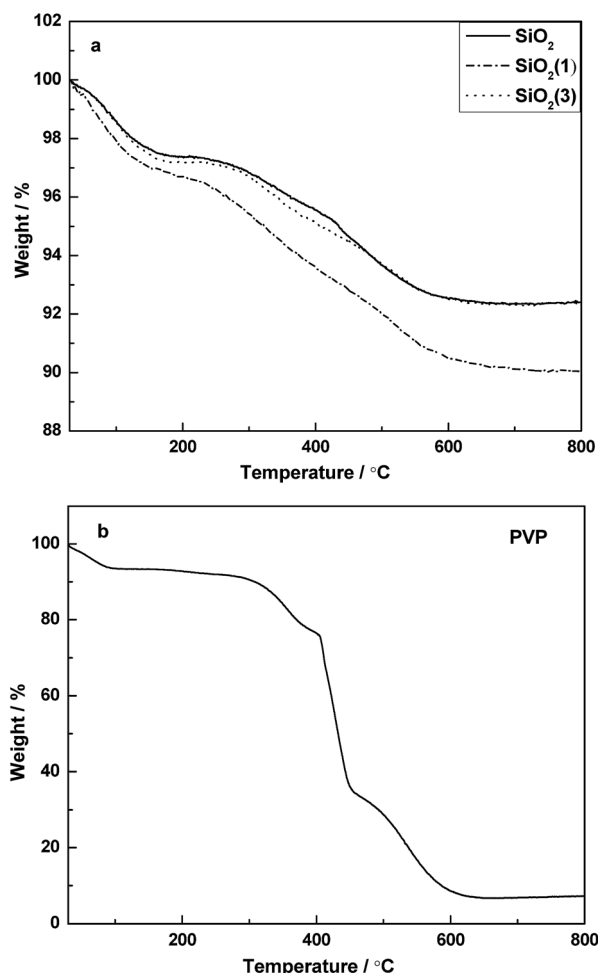 102
a
SiO2
SiO2(1)
SiO2(3)
100
98
96
94
92
90
88
Weight / %
200
400
600
800
Temperature / °C
b
PVP
100
80
60
40
20
0
Weight / %
200
400
600
800
Temperature / °C